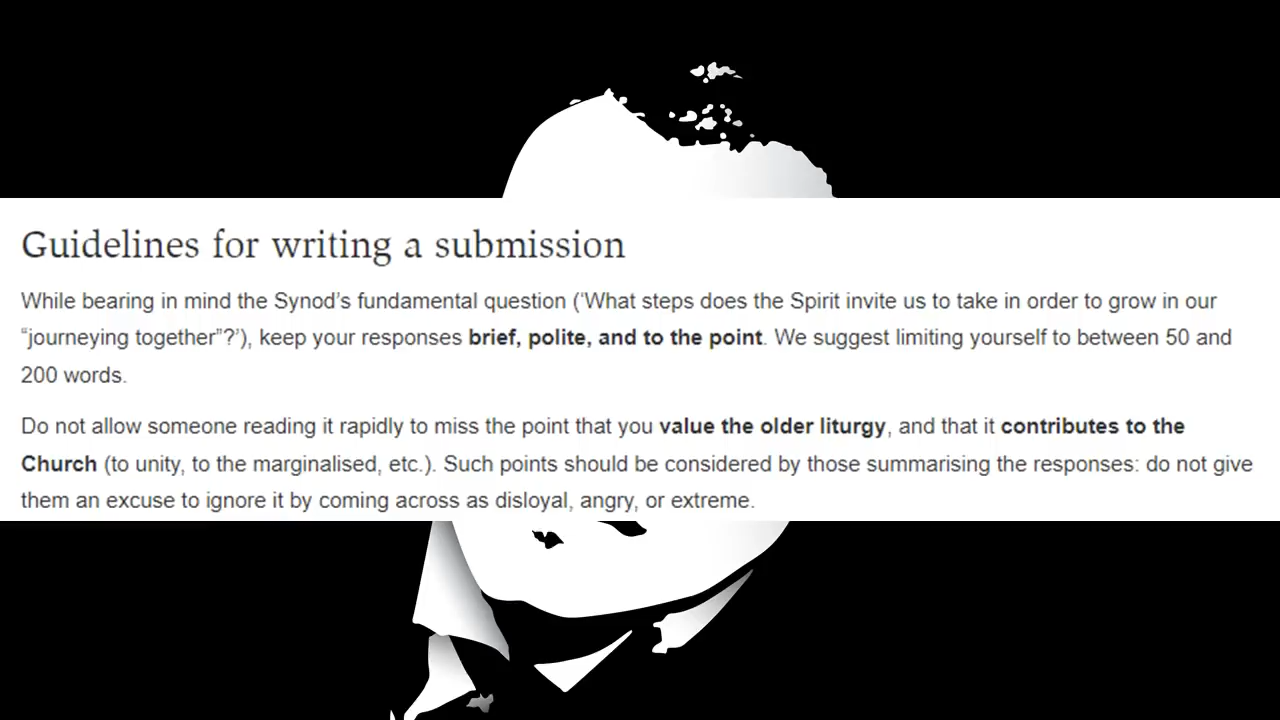 Guidelines for writing a submission
While bearing in mind the Synod's fundamental question ('What steps does the Spirit invite us to take in order to grow in our
“journeying together”?'), keep your responses brief, polite, and to the point. We suggest limiting yourself to between 50 and
200 words.
Do not allow someone reading it rapidly to miss the point that you value the older liturgy, and that it contributes to the
Church (to unity, to the marginalised, etc.). Such points should be considered by those summarising the responses: do not give
them an excuse to ignore it by coming across as disloyal, angry, or extreme.